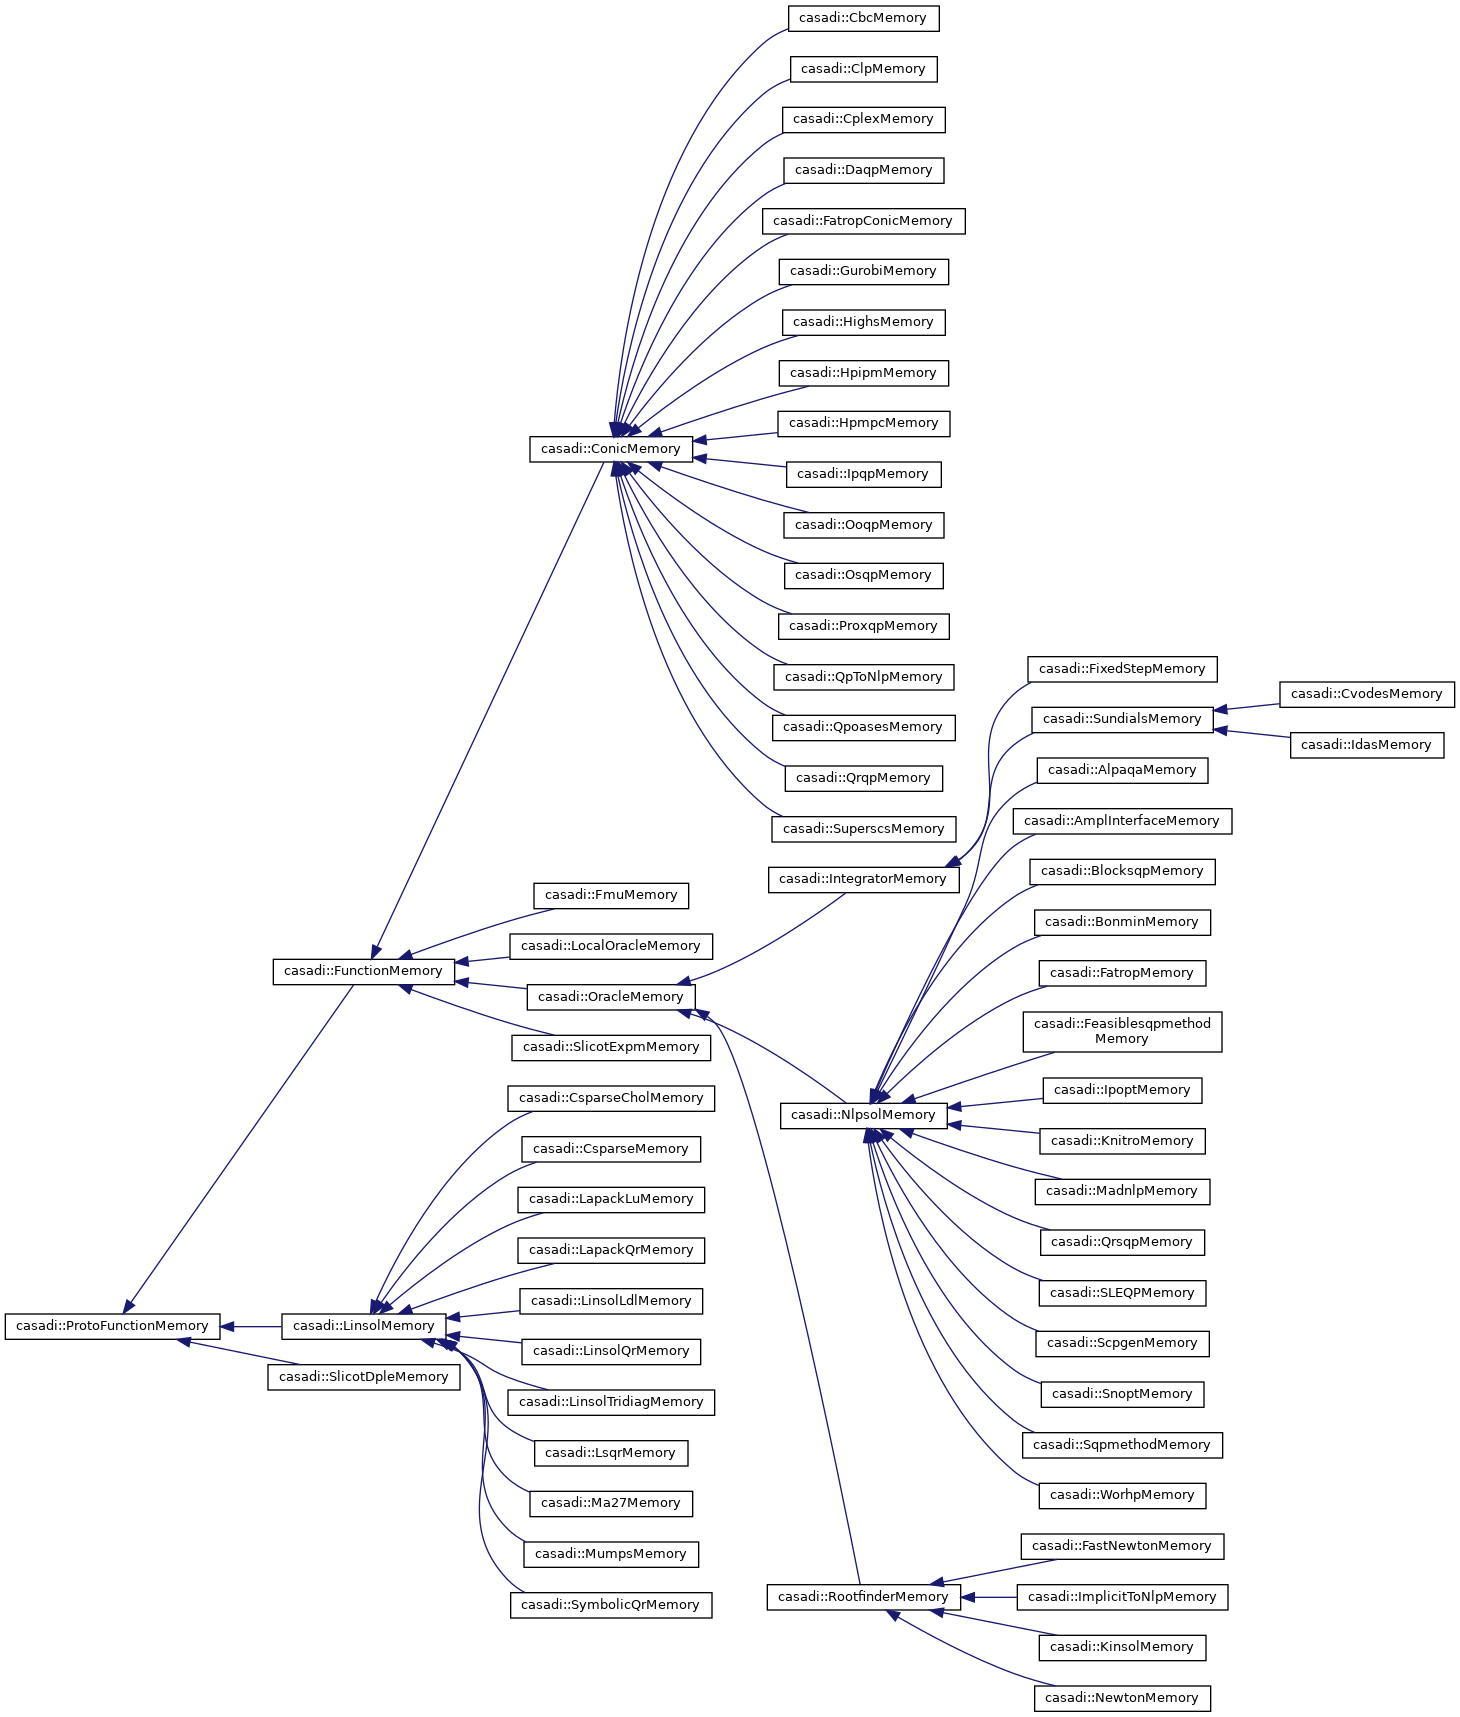 casadi::CbcMemory
casadi::ClpMemory
casadi::CplexMemory
casadi::DaqpMemory
casadi::FatropConicMemory
casadi::GurobiMemory
casadi::HighsMemory
casadi::HpipmMemory
casadi::HpmpcMemory
casadi::ConicMemory
casadi::IpqpMemory
casadi::OoqpMemory
casadi::OsqpMemory
casadi::ProxqpMemory
casadi::QpToNlpMemory
casadi::QpoasesMemory
casadi::QrqpMemory
casadi::SuperscsMemory
casadi::FixedStepMemory
casadi::SundialsMemory
casadi::CvodesMemory
casadi::IdasMemory
casadi::AlpaqaMemory
casadi::AmplInterfaceMemory
casadi::IntegratorMemory
casadi::BlocksqpMemory
casadi::BonminMemory
casadi::FatropMemory
casadi::Feasiblesqpmethod
Memory
casadi::IpoptMemory
casadi::NlpsolMemory
casadi::KnitroMemory
casadi::MadnlpMemory
casadi::QrsqpMemory
casadi::SLEQPMemory
casadi::ScpgenMemory
casadi::SnoptMemory
casadi::SqpmethodMemory
casadi::WorhpMemory
casadi::FmuMemory
casadi::LocalOracleMemory
casadi::FunctionMemory
casadi::OracleMemory
casadi::SlicotExpmMemory
casadi::CsparseCholMemory
casadi::CsparseMemory
casadi::LapackLuMemory
casadi::LapackQrMemory
casadi::LinsolLdlMemory
casadi::ProtoFunctionMemory
casadi::LinsolMemory
casadi::LinsolQrMemory
casadi::SlicotDpleMemory
casadi::LinsolTridiagMemory
casadi::LsqrMemory
casadi::Ma27Memory
casadi::MumpsMemory
casadi::SymbolicQrMemory
casadi::FastNewtonMemory
casadi::RootfinderMemory
casadi::ImplicitToNlpMemory
casadi::KinsolMemory
casadi::NewtonMemory